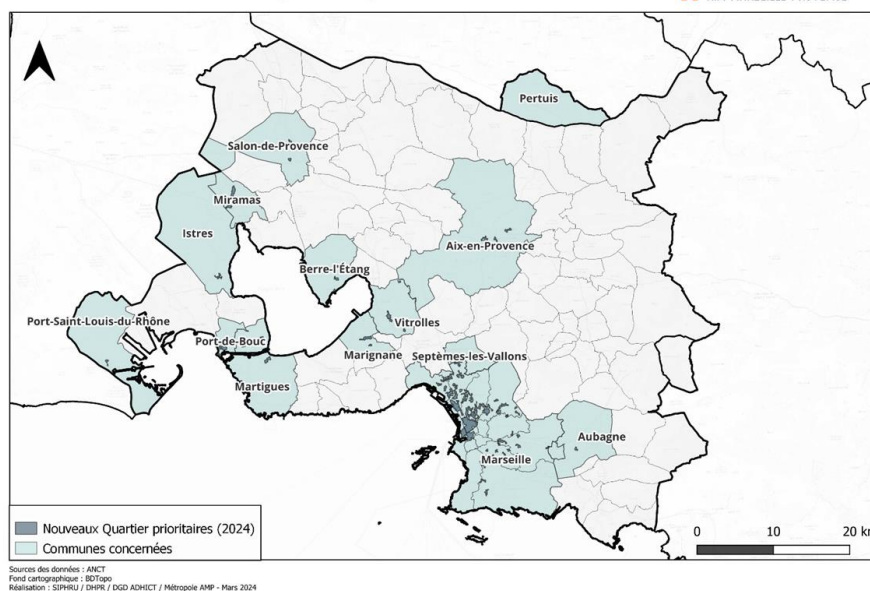 Pertuis
Salon-de-Provence
Miramas
Istres
Aix-en-Provence
Berre-l'Étang
Port-Saint-Louis-du-Rhône
Vitrolles
Port-de-Bouc
Marignane
Septèmes-les-Vallons
Martigues
Aubagne
Marseille
Nouveaux Quartier prioritaires (2024)
Communes concernées
0 10 20 km
Sources des données : ANCT
Fond cartographique : BDTopo
Réalisation : SIPHRU / DHPR / DGD ADHICT / Métropole AMP - Mars 2024